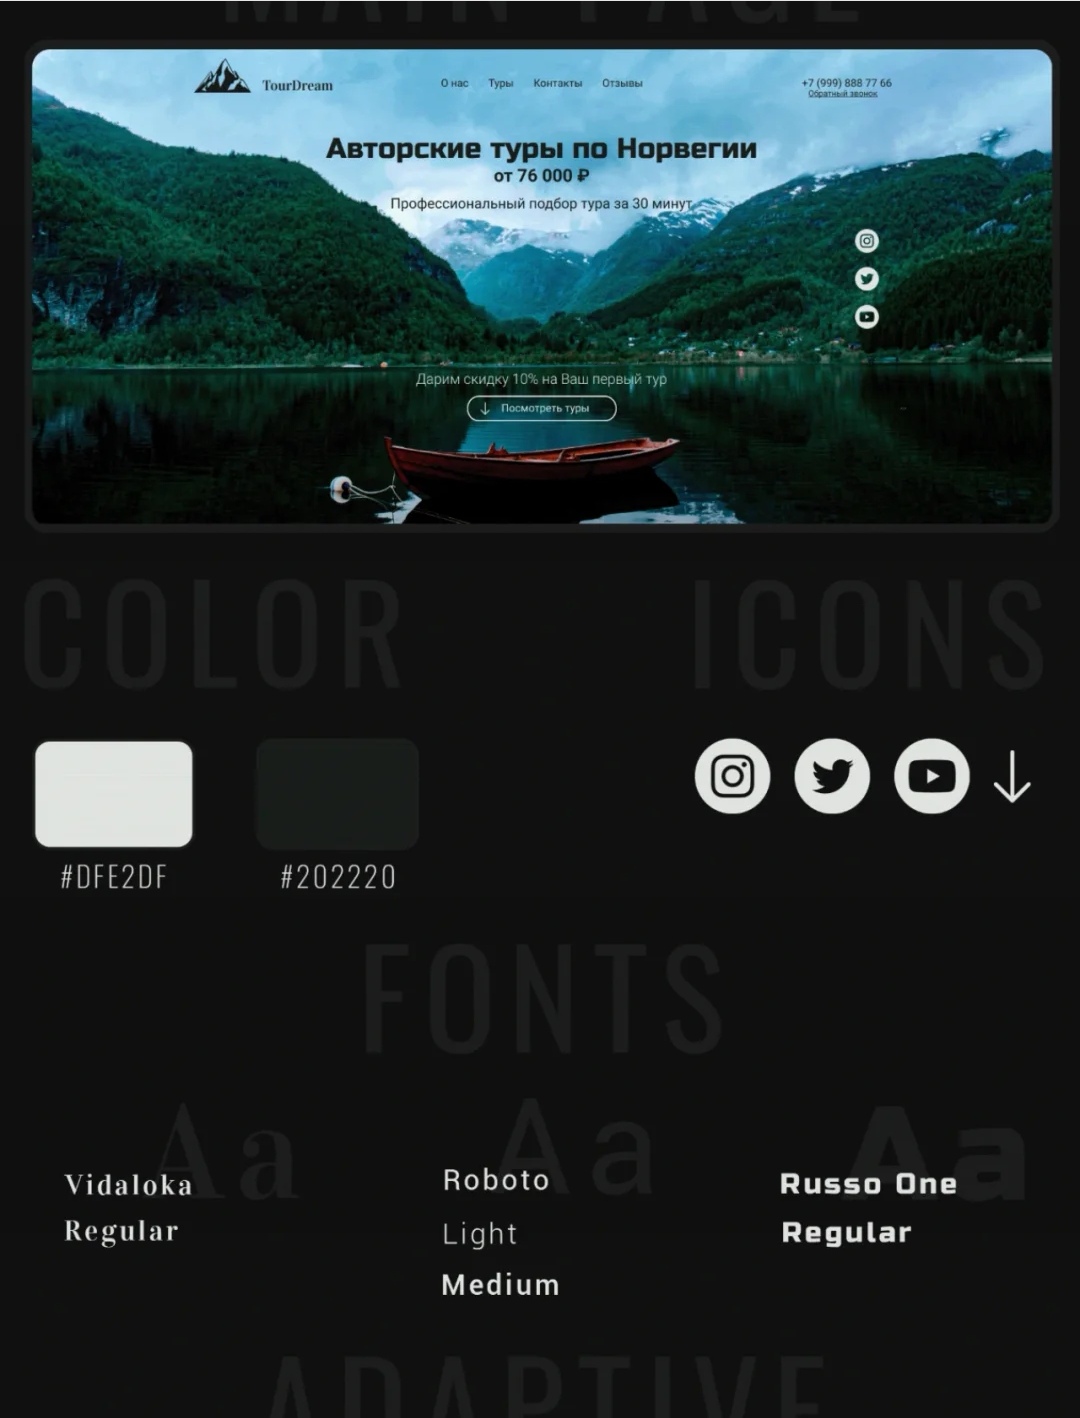 MAIN PAGE
TourDream
О нас Туры Контакты Отзывы
+7 (999) 888 77 66
Обратный звонок
Авторские туры по Норвегии
от 76 000 ₽
Профессиональный подбор тура за 30 минут
Дарим скидку 10% на Ваш первый тур
Посмотреть туры
COLOR
ICONS
#DFE2DF
#202220
FONTS
Aa
Vidaloka
Regular
Aa
Roboto
Light
Medium
Aa
Russo One
Regular
ADAPTIVE